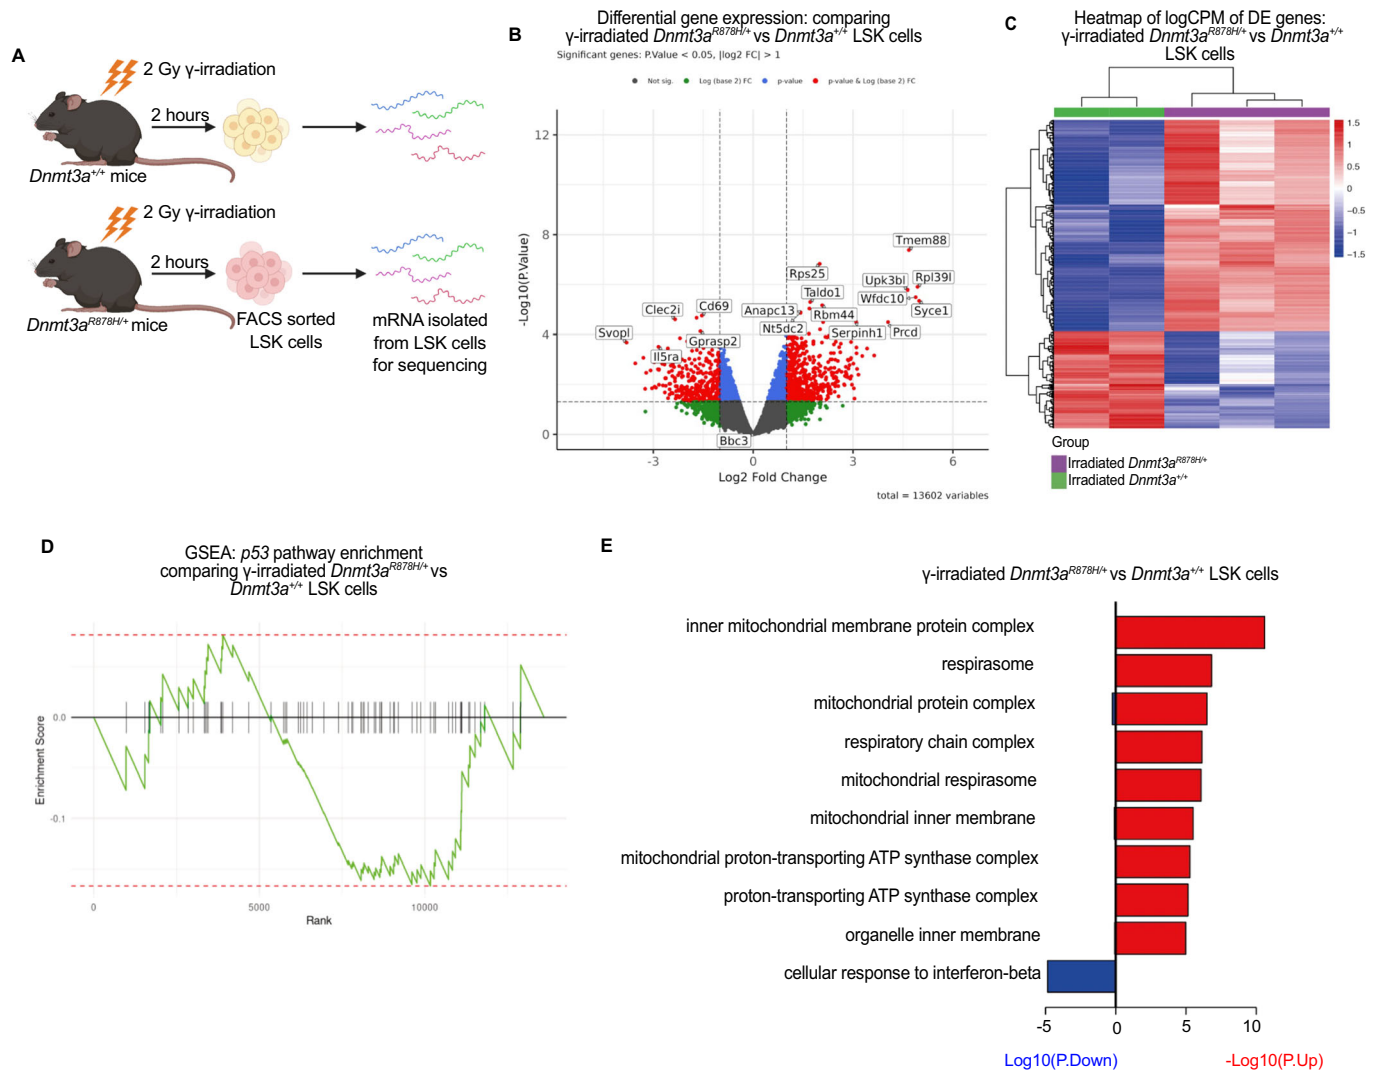 A
2 Gy γ-irradiation
2 hours
Dnmt3a+/+ mice
2 Gy γ-irradiation
2 hours
Dnmt3aR878H/+ mice
FACS sorted
LSK cells
mRNA isolated
from LSK cells
for sequencing
B
Differential gene expression: comparing
γ-irradiated Dnmt3aR878H/+ vs Dnmt3a+/+ LSK cells
Significant genes: P.Value < 0.05, |log2 FC| > 1
Not sig.
Log (base 2) FC
p-value
p-value & Log (base 2) FC
-Log10(P.Value)
12
8
4
0
Tmem88
Rps25
Upk3bl
Rpl39l
Taldo1
Wfdc10
Syce1
Clec2i
Cd69
Anapc13
Rbm44
Nt5dc2
Serpinh1
Prcd
Svopl
Gprasp2
Il5ra
Bbc3
-3
0
3
6
Log2 Fold Change
total = 13602 variables
C
Heatmap of logCPM of DE genes:
γ-irradiated Dnmt3aR878H/+ vs Dnmt3a+/+
LSK cells
1.5
1
0.5
0
−0.5
−1
−1.5
Group
Irradiated Dnmt3aR878H/+
Irradiated Dnmt3a+/+
D
GSEA: p53 pathway enrichment
comparing γ-irradiated Dnmt3aR878H/+ vs
Dnmt3a+/+ LSK cells
Enrichment Score
0.0
-0.1
0
5000
10000
Rank
E
γ-irradiated Dnmt3aR878H/+ vs Dnmt3a+/+ LSK cells
inner mitochondrial membrane protein complex
respirasome
mitochondrial protein complex
respiratory chain complex
mitochondrial respirasome
mitochondrial inner membrane
mitochondrial proton-transporting ATP synthase complex
proton-transporting ATP synthase complex
organelle inner membrane
cellular response to interferon-beta
-5
0
5
10
Log10(P.Down)
-Log10(P.Up)